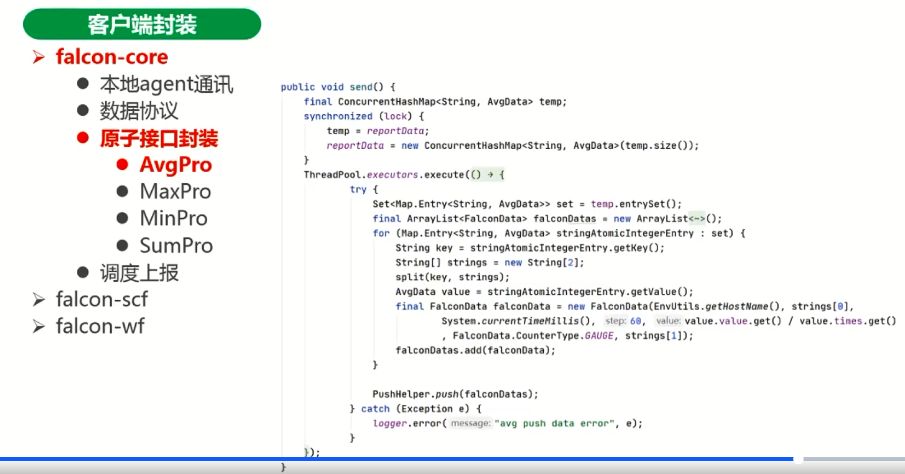 客户端封装
falcon-core
本地agent通讯
数据协议
原子接口封装
AvgPro
MaxPro
MinPro
SumPro
调度上报
falcon-scf
falcon-wf
public void send() {
final ConcurrentHashMap<String, AvgData> temp;
synchronized (lock) {
temp = reportData;
reportData = new ConcurrentHashMap<String, AvgData>(temp.size());
}
ThreadPool.executors.execute(() → {
try {
Set<Map.Entry<String, AvgData>> set = temp.entrySet();
final ArrayList<FalconData> falconDatas = new ArrayList<~>();
for (Map.Entry<String, AvgData> stringAtomicIntegerEntry : set) {
String key = stringAtomicIntegerEntry.getKey();
String[] strings = new String[2];
split(key, strings);
AvgData value = stringAtomicIntegerEntry.getValue();
final FalconData falconData = new FalconData(EnvUtils.getHostName(), strings[0],
System.currentTimeMillis(), step: 60, value: value.value.get() / value.times.get()
, FalconData.CounterType.GAUGE, strings[1]);
falconDatas.add(falconData);
}
PushHelper.push(falconDatas);
} catch (Exception e) {
logger.error( message: "avg push data error", e);
}
});
}